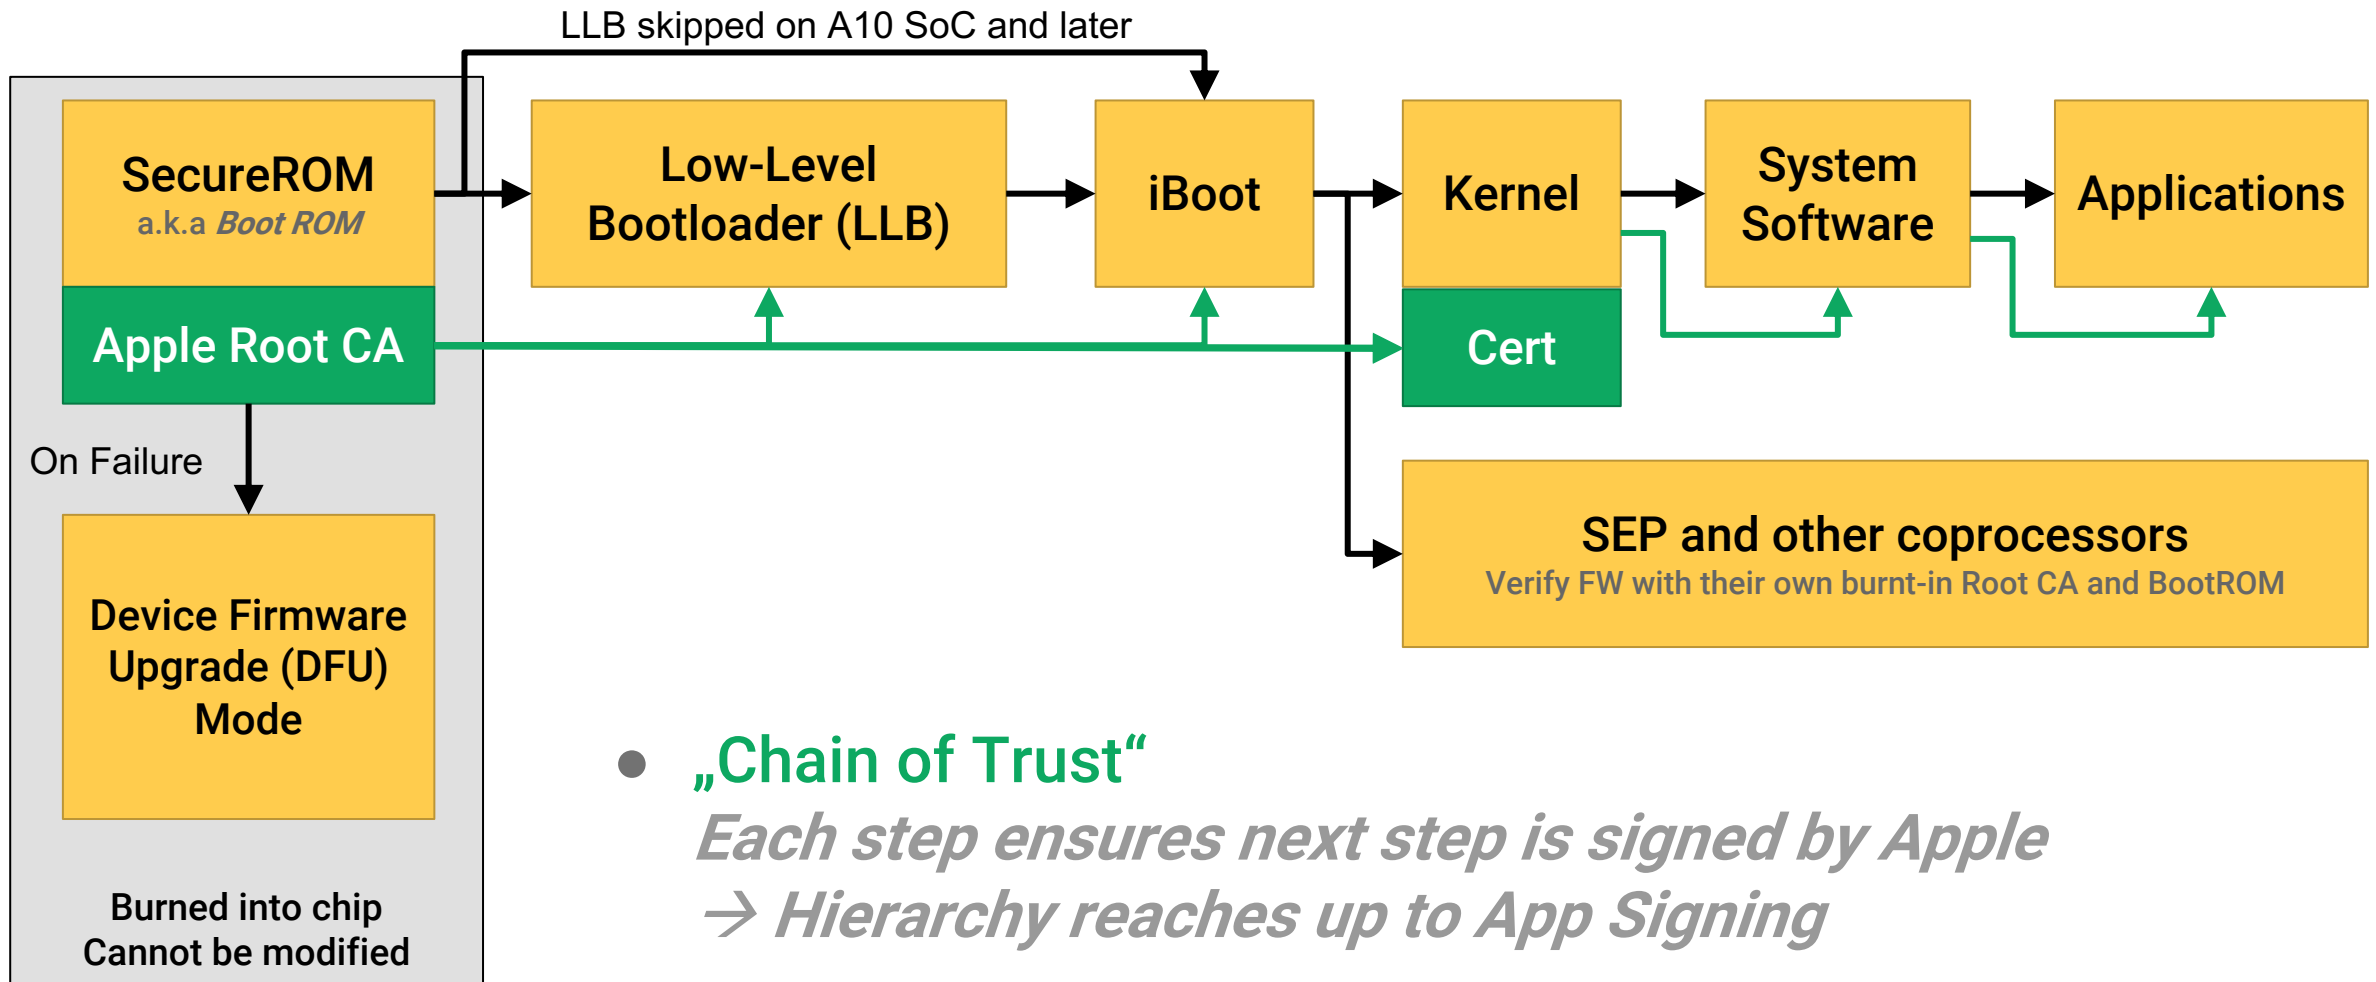 LLB skipped on A10 SoC and later
SecureROM
a.k.a Boot ROM
Apple Root CA
On Failure
Device Firmware
Upgrade (DFU)
Mode
Burned into chip
Cannot be modified
Low-Level
Bootloader (LLB)
iBoot
Kernel
Cert
System
Software
Applications
SEP and other coprocessors
Verify FW with their own burnt-in Root CA and BootROM
● „Chain of Trust“
Each step ensures next step is signed by Apple
→ Hierarchy reaches up to App Signing